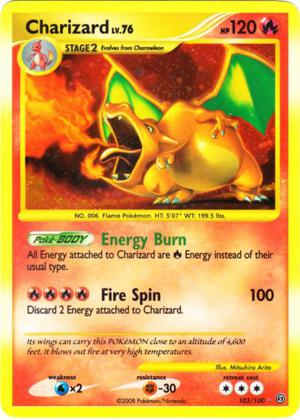 Charizard LV.76 HP 120
STAGE2 Evolves from Charmeleon
NO. 006 Flame Pokémon HT: 5'07" WT: 199.5 lbs.
Poké-BODY Energy Burn
All Energy attached to Charizard are Energy instead of their
usual type.
Fire Spin 100
Discard 2 Energy attached to Charizard.
weakness resistance retreat cost
×2 -30
Its wings can carry this POKÉMON close to an altitude of 4,600
feet. It blows out fire at very high temperatures.
Illus. Mitsuhiro Arita
©2008 Pokémon/Nintendo 103/100